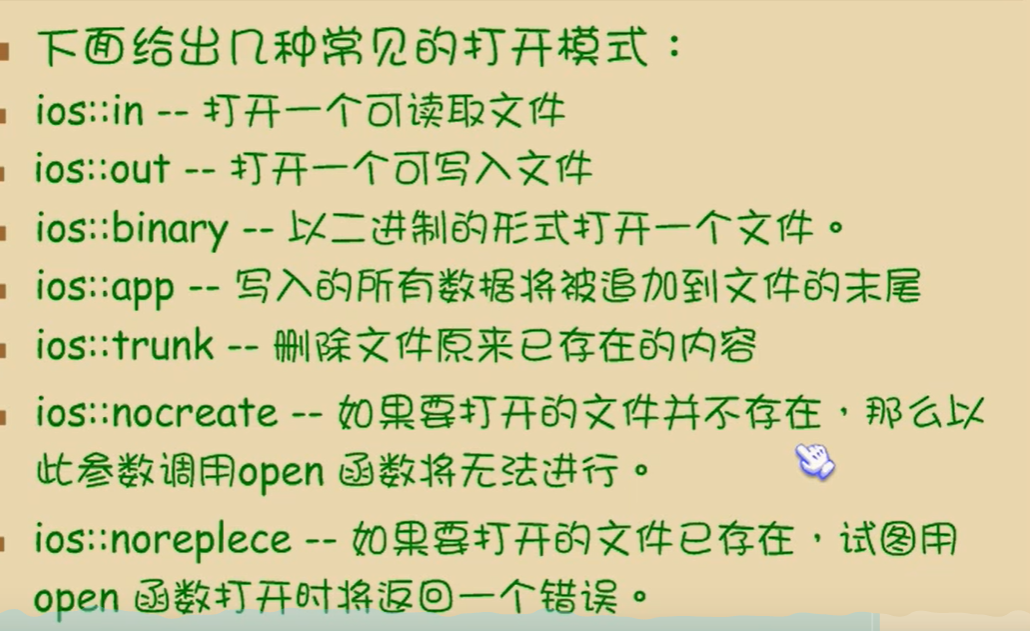 下面给出几种常见的打开模式：
ios::in -- 打开一个可读取文件
ios::out -- 打开一个可写入文件
ios::binary -- 以二进制的形式打开一个文件。
ios::app -- 写入的所有数据将被追加到文件的末尾
ios::trunk -- 删除文件原来已存在的内容
ios::nocreate -- 如果要打开的文件并不存在，那么以
此参数调用open 函数将无法进行。
ios::noreplece -- 如果要打开的文件已存在，试图用
open 函数打开时将返回一个错误。